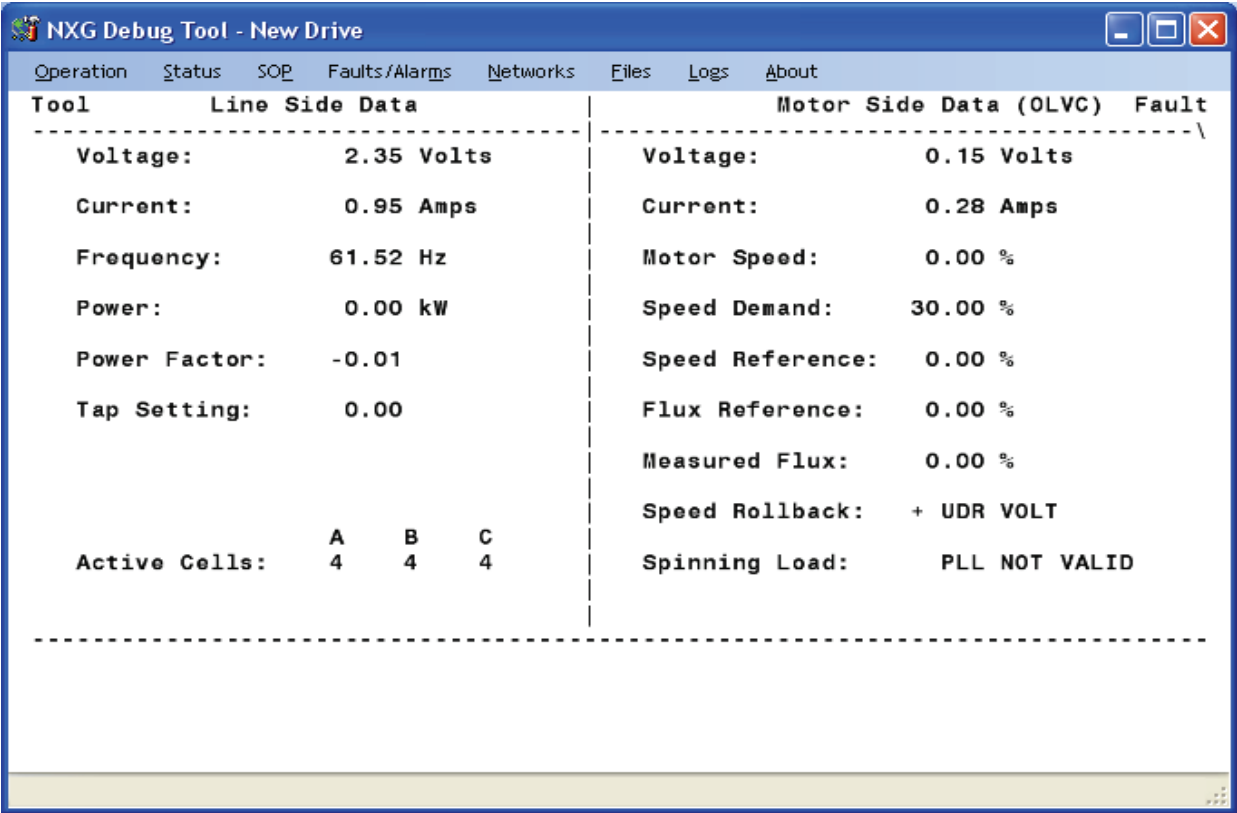 NXG Debug Tool - New Drive
Operation Status SOP Faults/Alarms Networks Files Logs About
Tool Line Side Data | Motor Side Data (OLVC) Fault
Voltage: 2.35 Volts | Voltage: 0.15 Volts
Current: 0.95 Amps | Current: 0.28 Amps
Frequency: 61.52 Hz | Motor Speed: 0.00 %
Power: 0.00 kW | Speed Demand: 30.00 %
Power Factor: -0.01 | Speed Reference: 0.00 %
Tap Setting: 0.00 | Flux Reference: 0.00 %
Measured Flux: 0.00 %
Speed Rollback: + UDR VOLT
A B C
Active Cells: 4 4 4 | Spinning Load: PLL NOT VALID